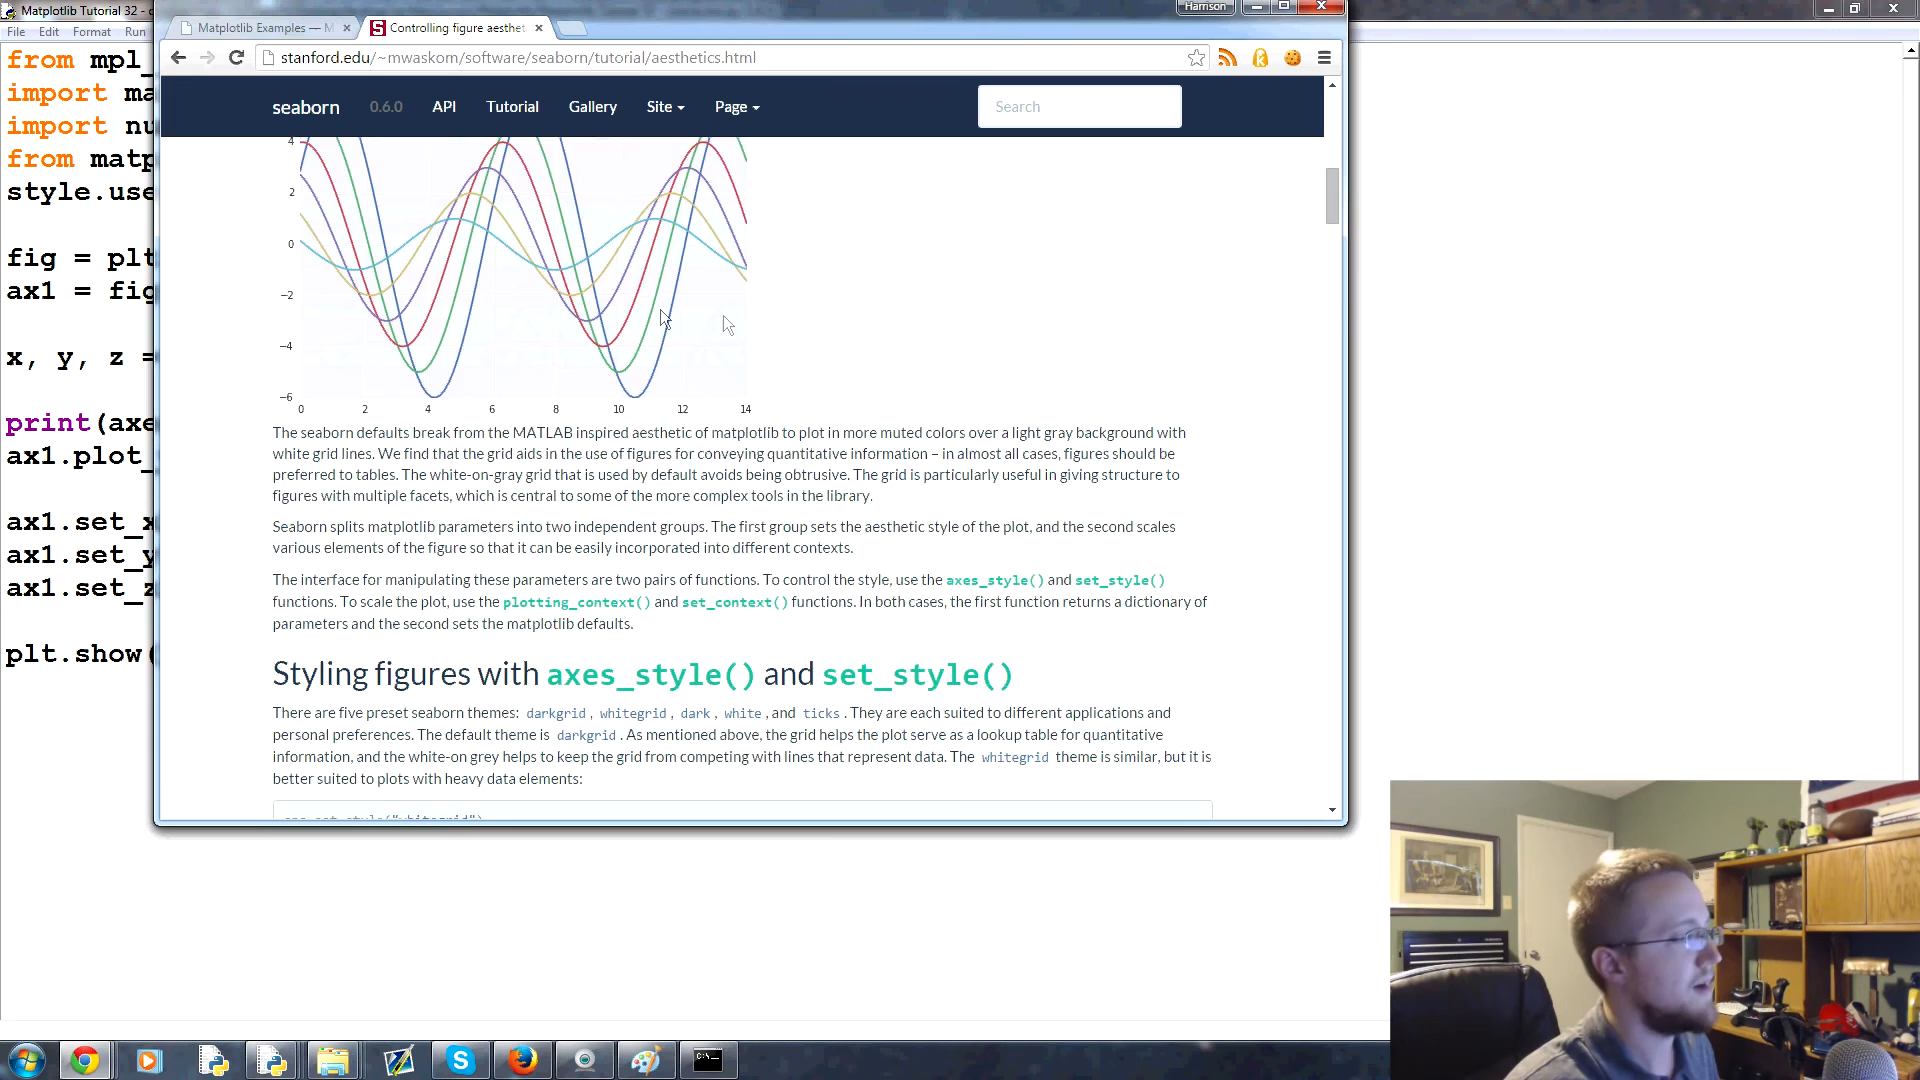 Matplotlib Tutorial 32 -
File Edit Format Run
from mpl_
import ma
import nu
from matp
style.use
fig = plt
ax1 = fig
x, y, z =
print(axe
ax1.plot_
ax1.set_x
ax1.set_y
ax1.set_z
plt.show(
Harrison
Matplotlib Examples — M
Controlling figure aesthet
stanford.edu/~mwaskom/software/seaborn/tutorial/aesthetics.html
seaborn 0.6.0 API Tutorial Gallery Site Page Search
4
2
0
−2
−4
−6
0 2 4 6 8 10 12 14
The seaborn defaults break from the MATLAB inspired aesthetic of matplotlib to plot in more muted colors over a light gray background with
white grid lines. We find that the grid aids in the use of figures for conveying quantitative information – in almost all cases, figures should be
preferred to tables. The white-on-gray grid that is used by default avoids being obtrusive. The grid is particularly useful in giving structure to
figures with multiple facets, which is central to some of the more complex tools in the library.
Seaborn splits matplotlib parameters into two independent groups. The first group sets the aesthetic style of the plot, and the second scales
various elements of the figure so that it can be easily incorporated into different contexts.
The interface for manipulating these parameters are two pairs of functions. To control the style, use the axes_style() and set_style()
functions. To scale the plot, use the plotting_context() and set_context() functions. In both cases, the first function returns a dictionary of
parameters and the second sets the matplotlib defaults.
Styling figures with axes_style() and set_style()
There are five preset seaborn themes: darkgrid, whitegrid, dark, white, and ticks. They are each suited to different applications and
personal preferences. The default theme is darkgrid. As mentioned above, the grid helps the plot serve as a lookup table for quantitative
information, and the white-on grey helps to keep the grid from competing with lines that represent data. The whitegrid theme is similar, but it is
better suited to plots with heavy data elements:
sns.set_style("whitegrid")